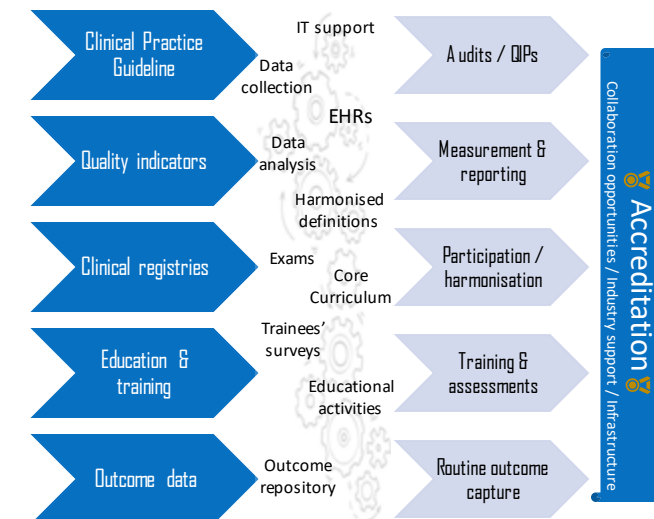 Clinical Practice
Guideline
IT support
Data
collection
Audits / QIPs
Quality indicators
EHRs
Data
analysis
Measurement &
reporting
Harmonised
definitions
Clinical registries
Exams
Core
Curriculum
Participation /
harmonisation
Education &
training
Trainees'
surveys
Educational
activities
Training &
assessments
Outcome data
Outcome
repository
Routine outcome
capture
Accreditation
Collaboration opportunities / Industry support / Infrastructure